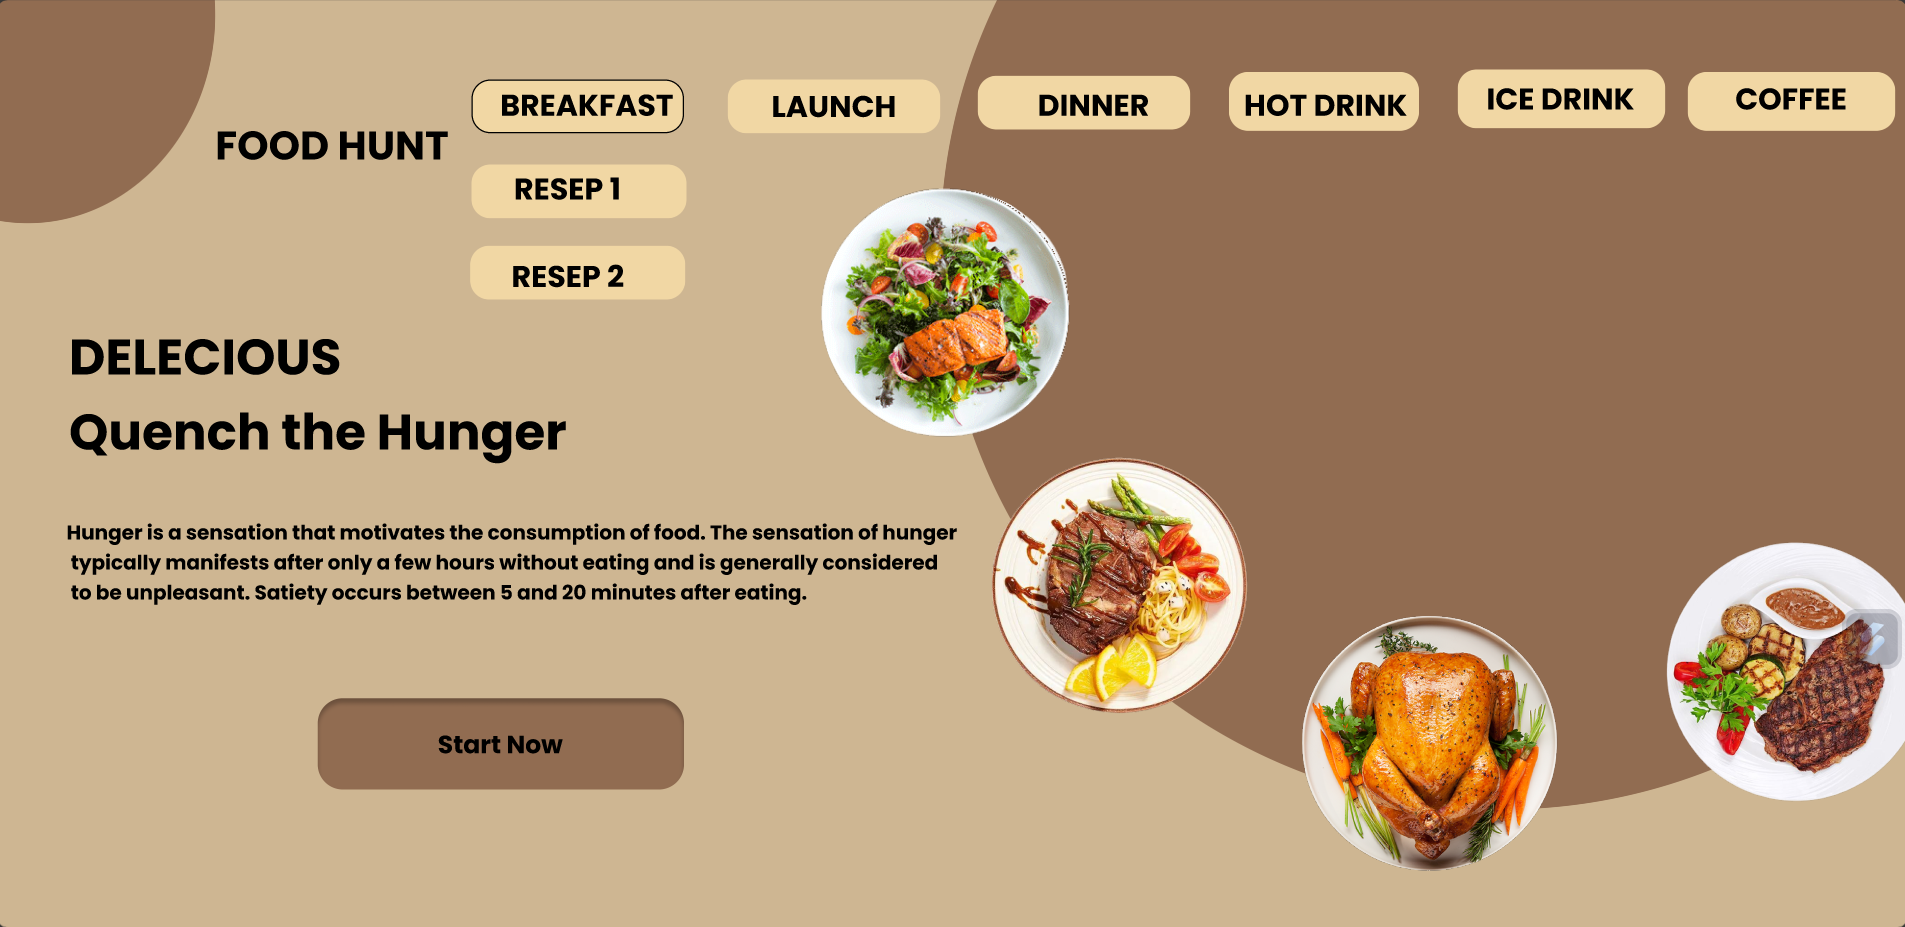 FOOD HUNT
BREAKFAST
LAUNCH
DINNER
HOT DRINK
ICE DRINK
COFFEE
RESEP 1
RESEP 2
DELECIOUS
Quench the Hunger
Hunger is a sensation that motivates the consumption of food. The sensation of hunger
typically manifests after only a few hours without eating and is generally considered
to be unpleasant. Satiety occurs between 5 and 20 minutes after eating.
Start Now